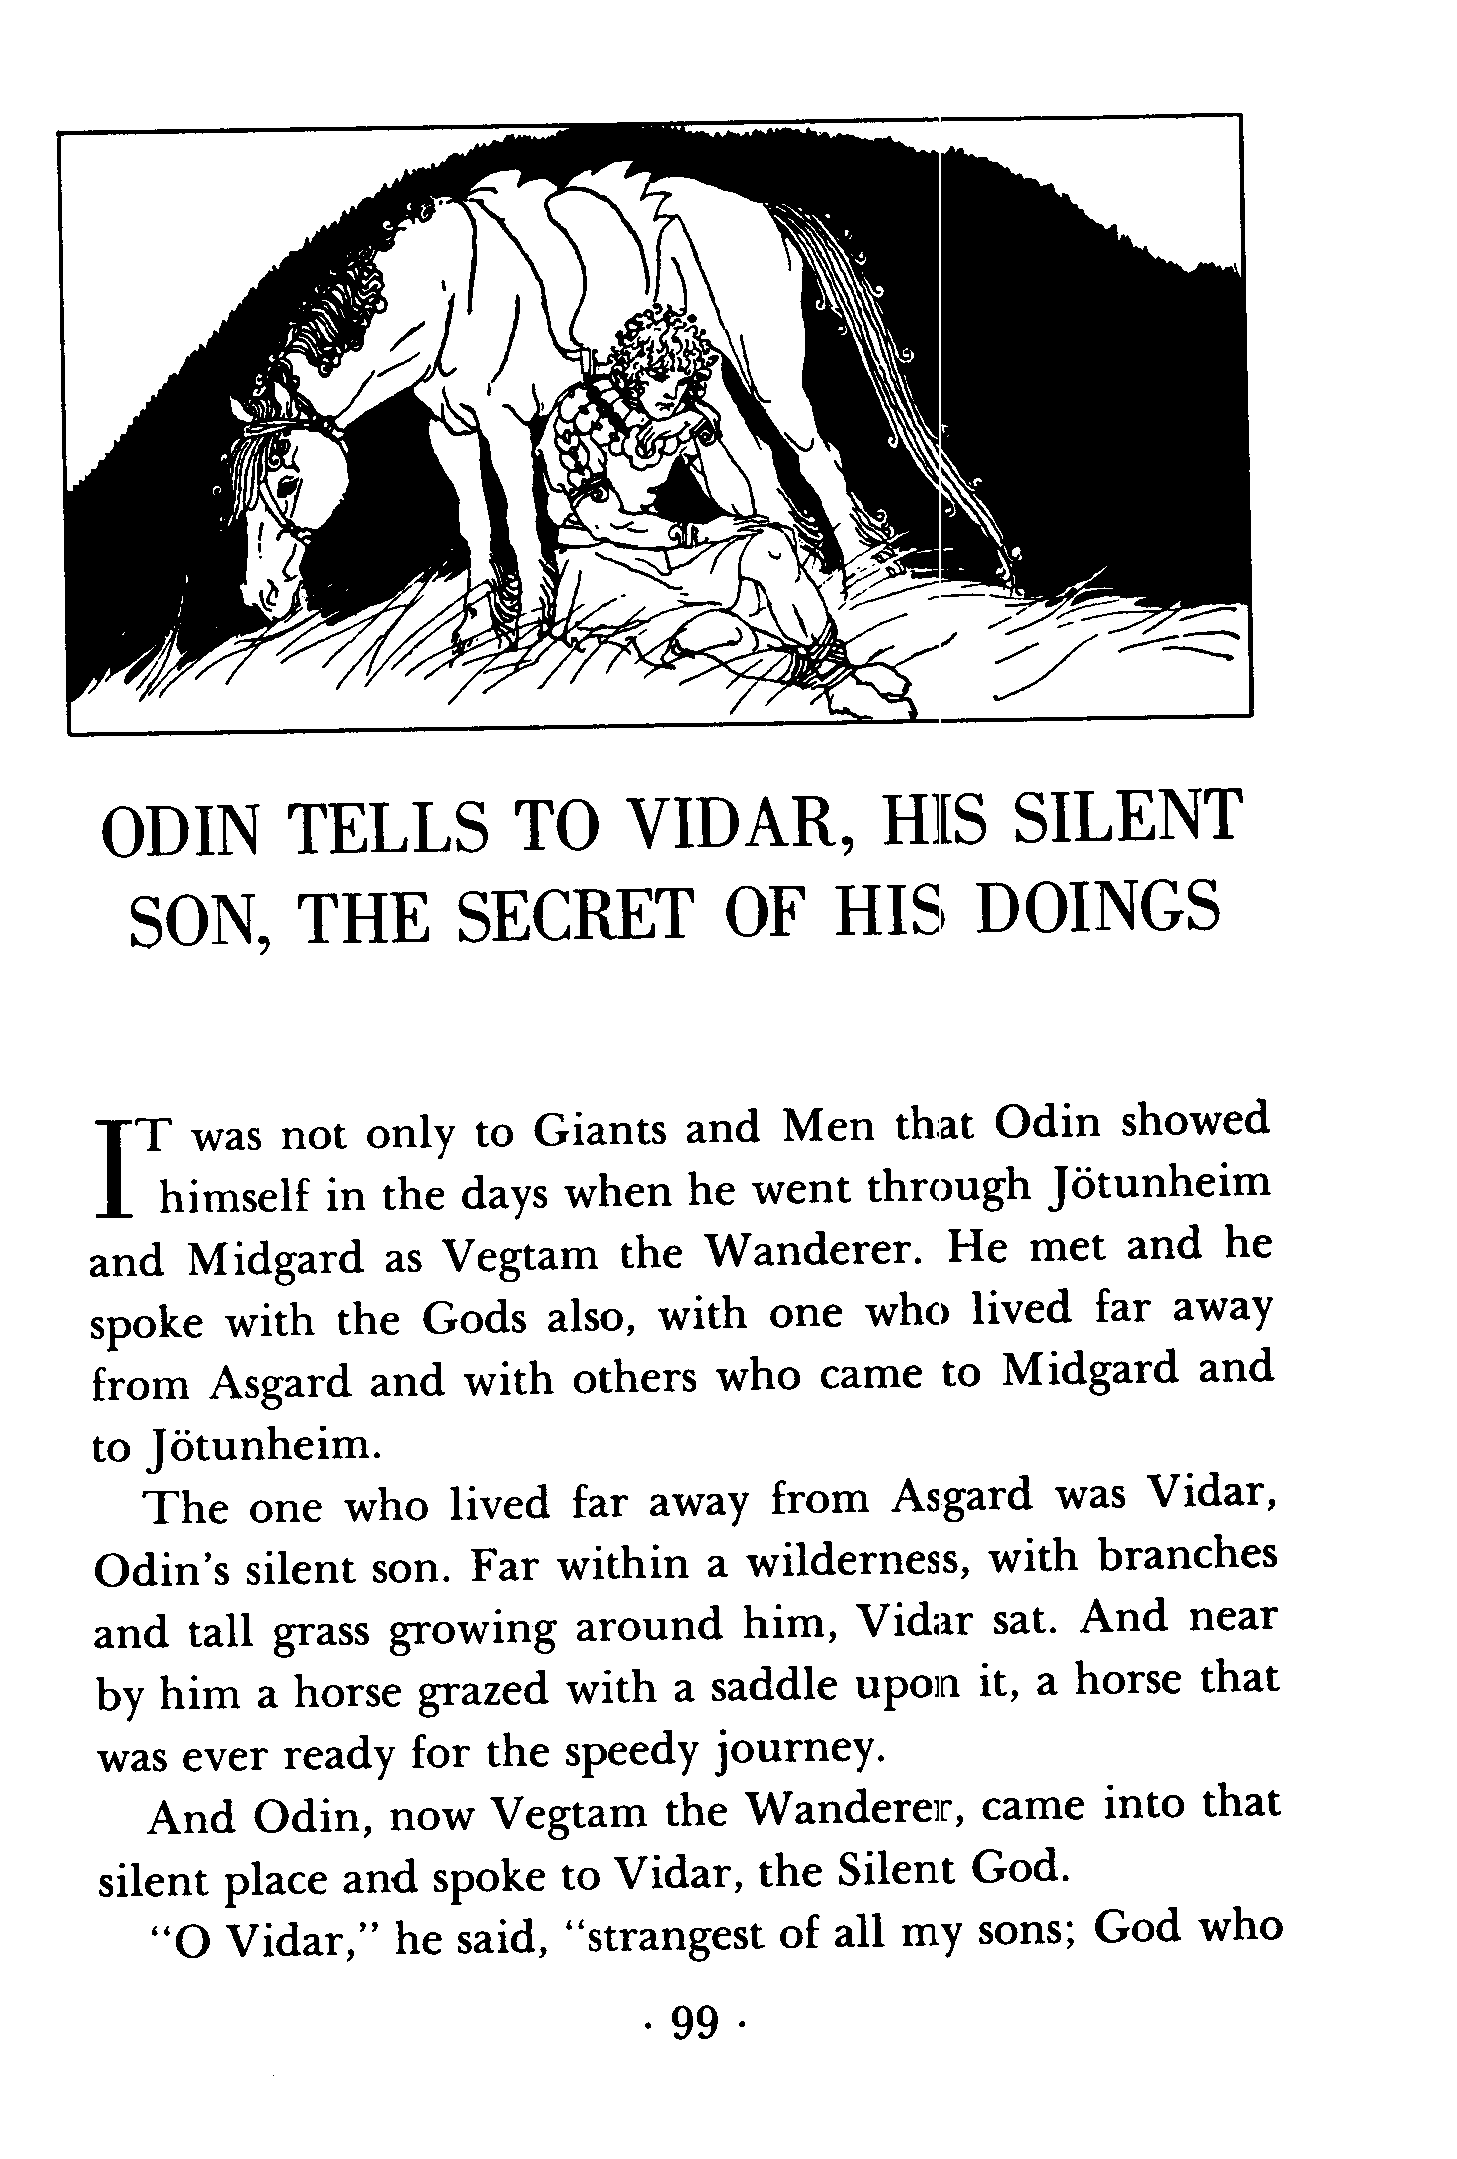 ODIN TELLS TO VIDAR, HIS SILENT
SON, THE SECRET OF HIS DOINGS
IT was not only to Giants and Men that Odin showed
himself in the days when he went through Jötunheim
and Midgard as Vegtam the Wanderer. He met and he
spoke with the Gods also, with one who lived far away
from Asgard and with others who came to Midgard and
to Jötunheim.
The one who lived far away from Asgard was Vidar,
Odin's silent son. Far within a wilderness, with branches
and tall grass growing around him, Vidar sat. And near
by him a horse grazed with a saddle upon it, a horse that
was ever ready for the speedy journey.
And Odin, now Vegtam the Wanderer, came into that
silent place and spoke to Vidar, the Silent God.
"O Vidar," he said, "strangest of all my sons; God who
· 99 ·